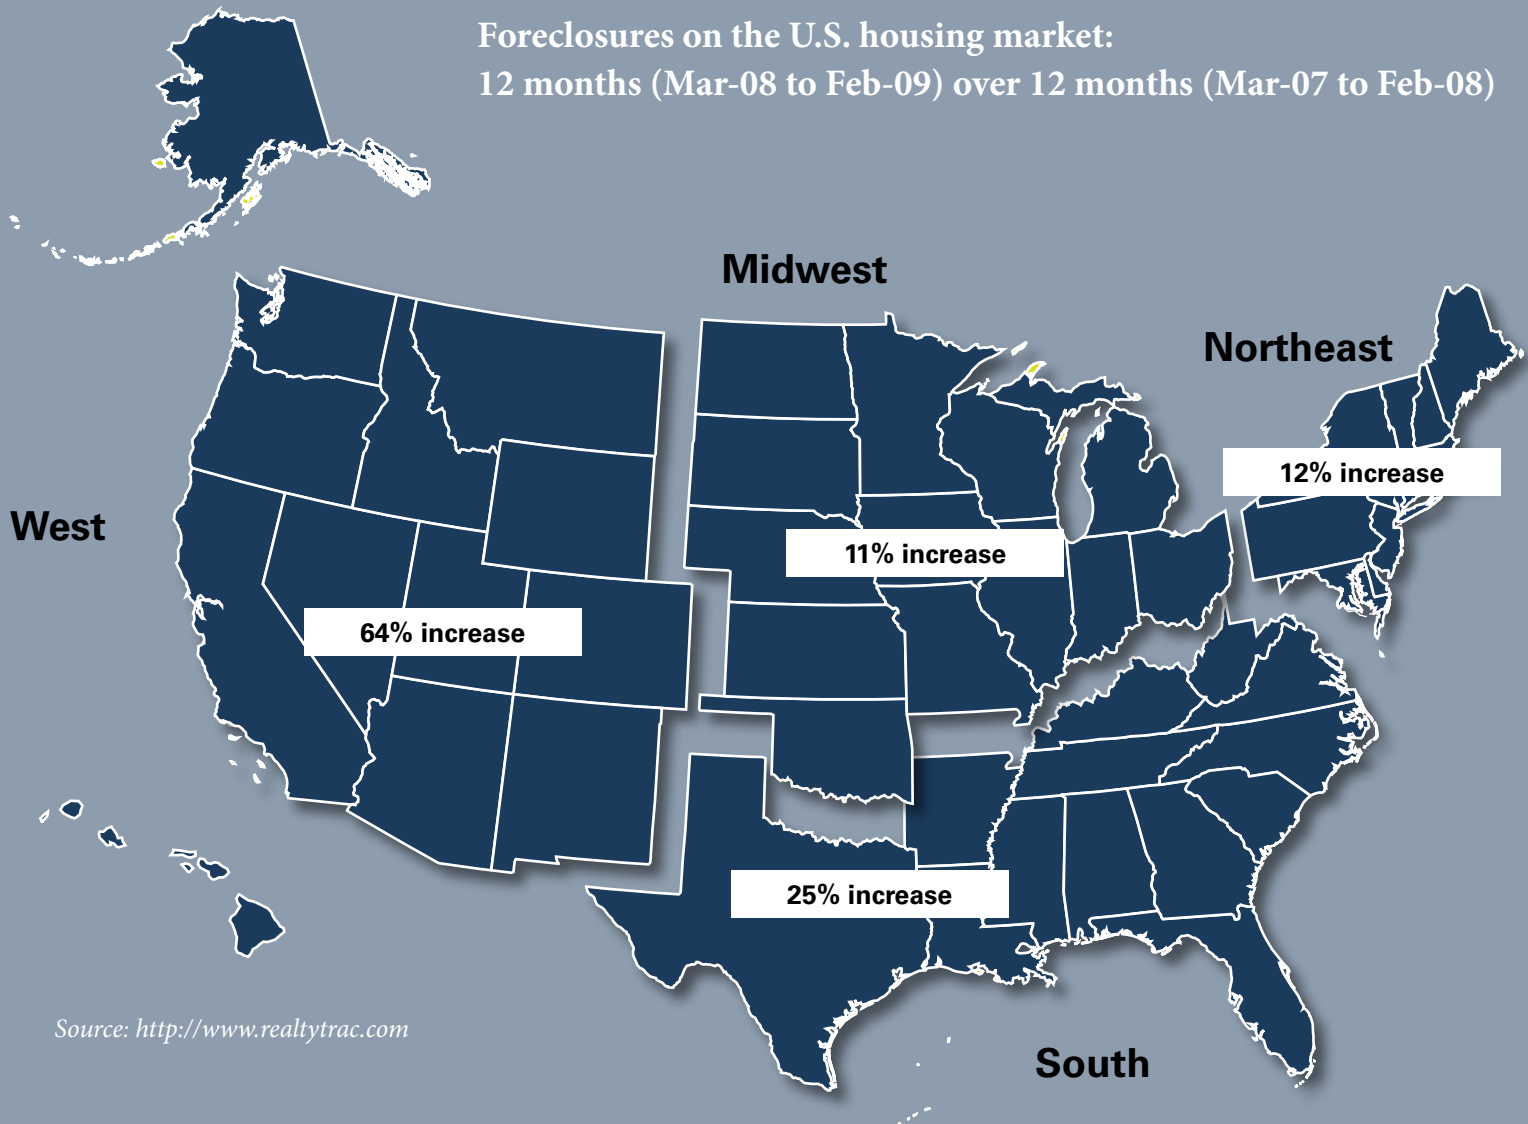 Foreclosures on the U.S. housing market:
12 months (Mar-08 to Feb-09) over 12 months (Mar-07 to Feb-08)
Midwest
Northeast
12% increase
West
11% increase
64% increase
25% increase
Source: http://www.realtytrac.com
South